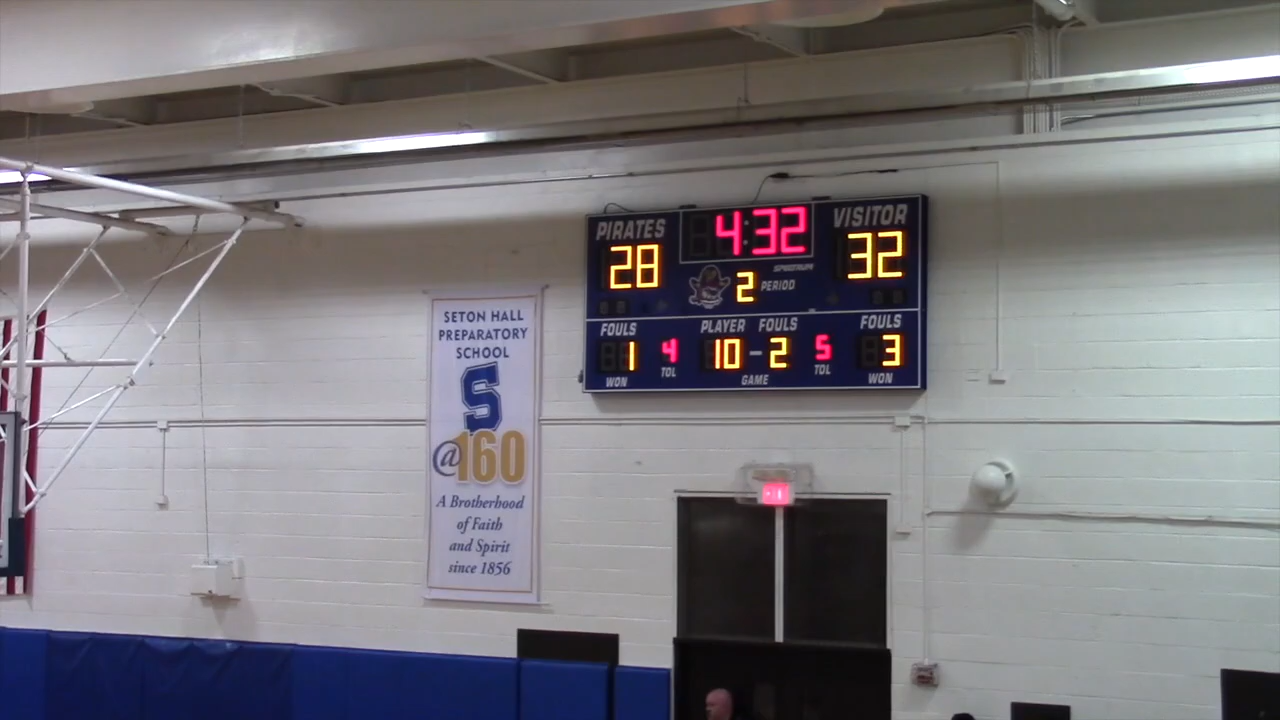 PIRATES 4:32 VISITOR
28 32
SPECTRUM
2 PERIOD
FOULS PLAYER FOULS FOULS
1 4 10-2 5 3
WON TOL GAME TOL WON
SETON HALL
PREPARATORY
SCHOOL
S
@160
A Brotherhood
of Faith
and Spirit
since 1856